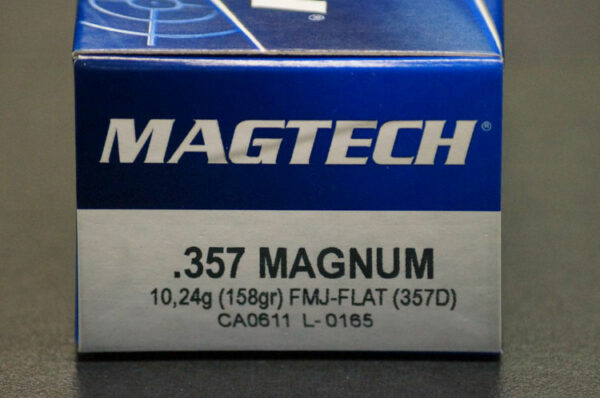 MAGTECH®
.357 MAGNUM
10,24g (158gr) FMJ-FLAT (357D)
CA0611 L-0165